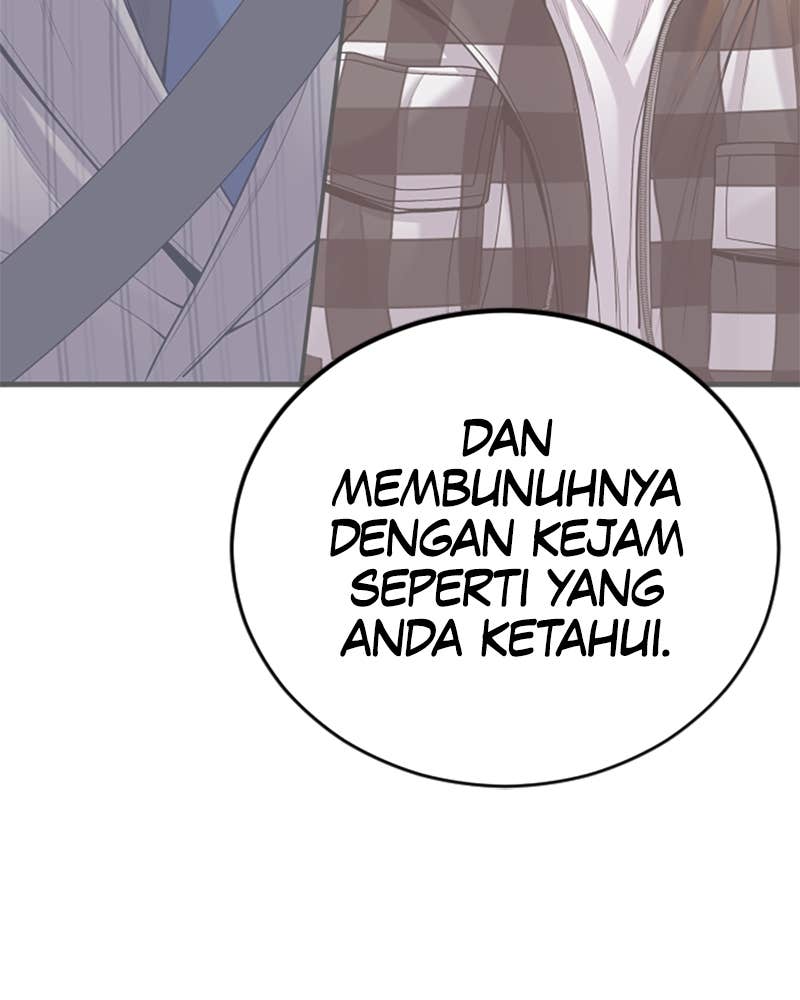 DAN
MEMBUNUHNYA
DENGAN KEJAM
SEPERTI YANG
ANDA KETAHUI.